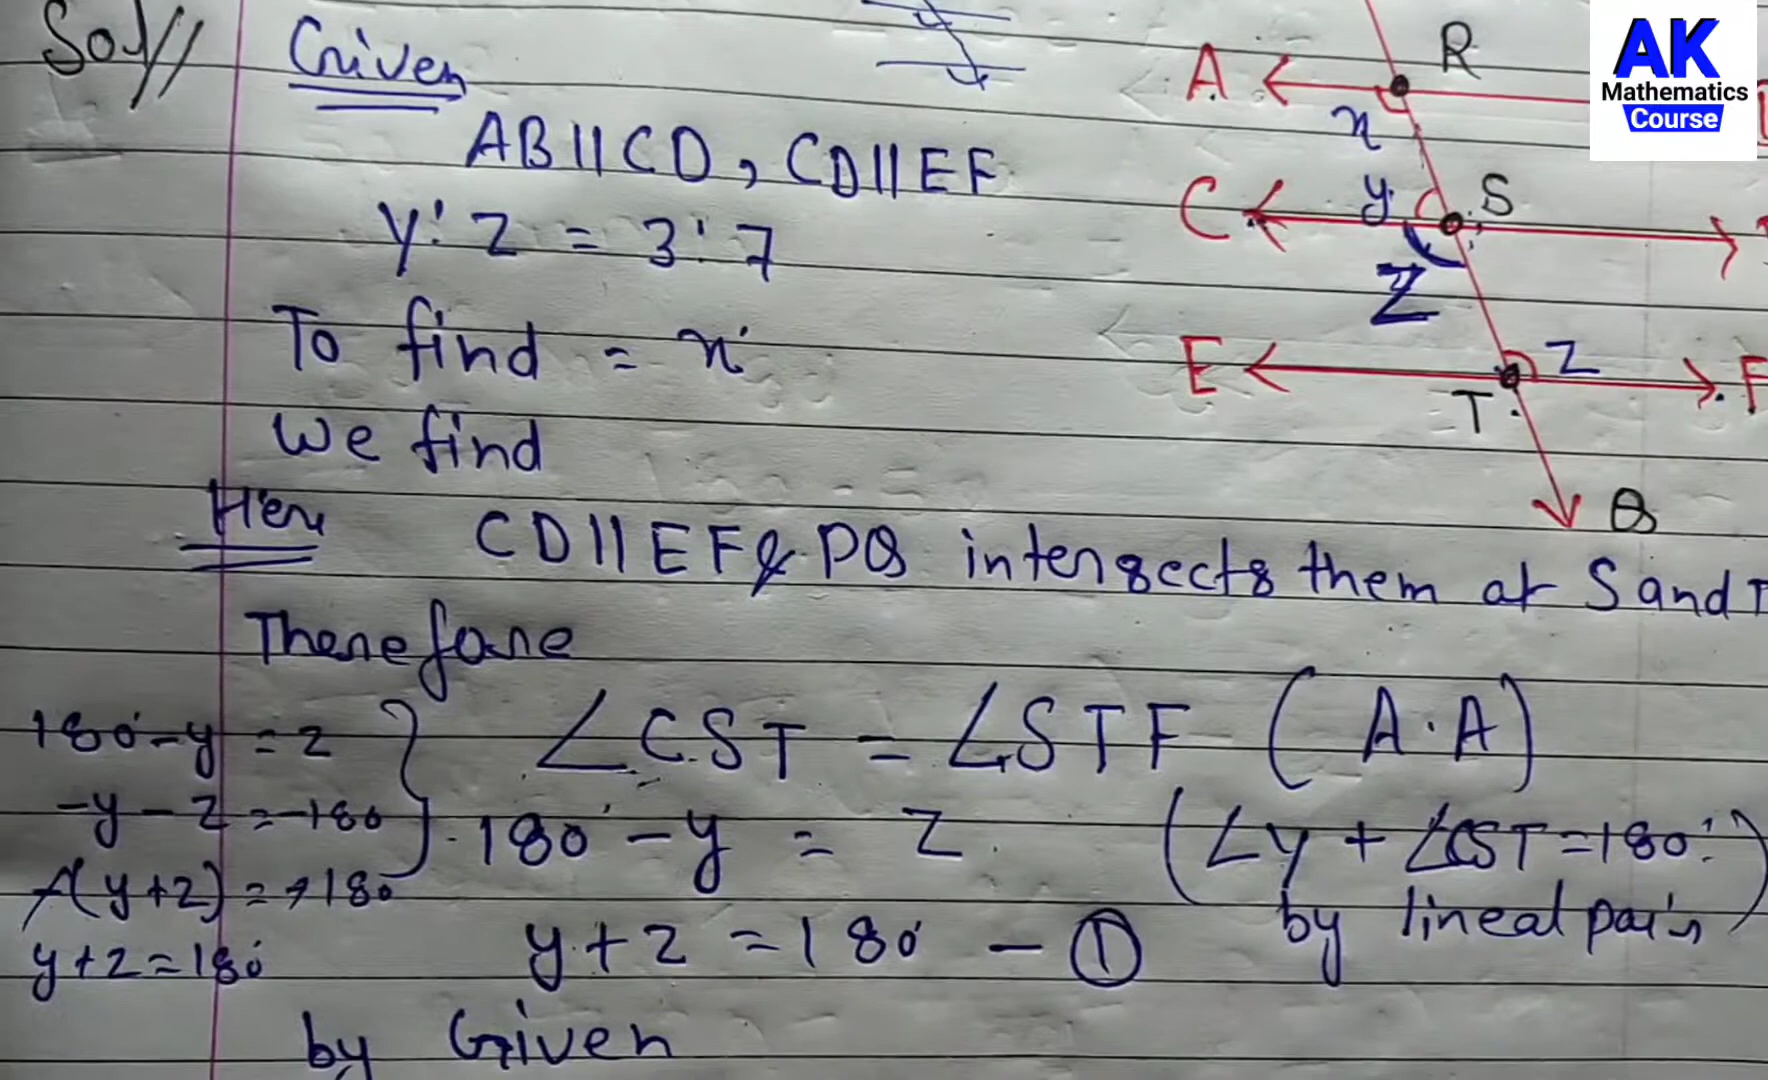 Sol//
Given
AB||CD, CD||EF
y:z = 3:7
To find = x
We find
Here CD||EF & PQ intersects them at S and T
Therefore
∠CST = ∠STF (A.A)
180°-y = z (∠y + ∠CST = 180°)
by lineal pair
y+z = 180° - ①
by Given
180°-y = z
-y-z = -180
-(y+z) = -180
y+z = 180°
A
R
x
C
y
S
Z
E
z
F
T
Q
AK
Mathematics
Course